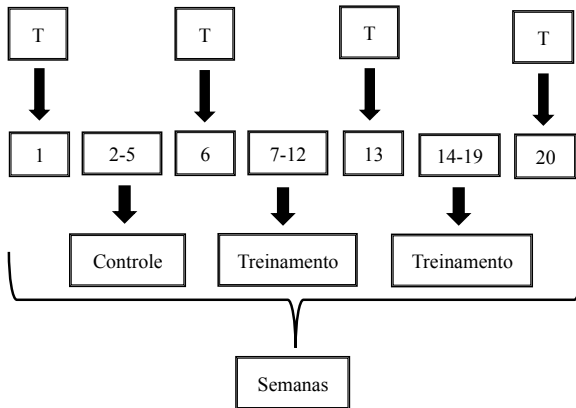 T T T T
1 2-5 6 7-12 13 14-19 20
Controle Treinamento Treinamento
Semanas